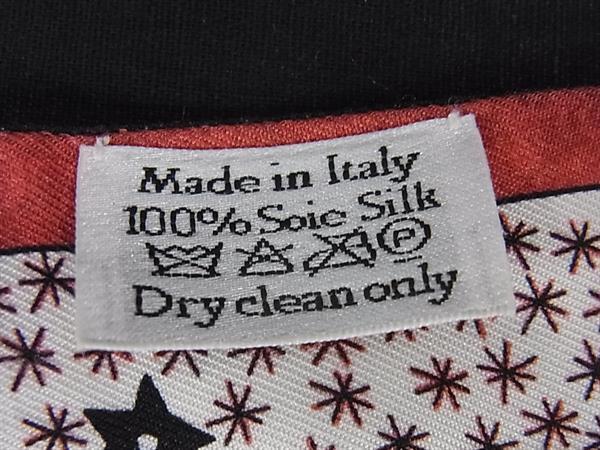 Made in Italy
100% Soie Silk
P
Dry clean only